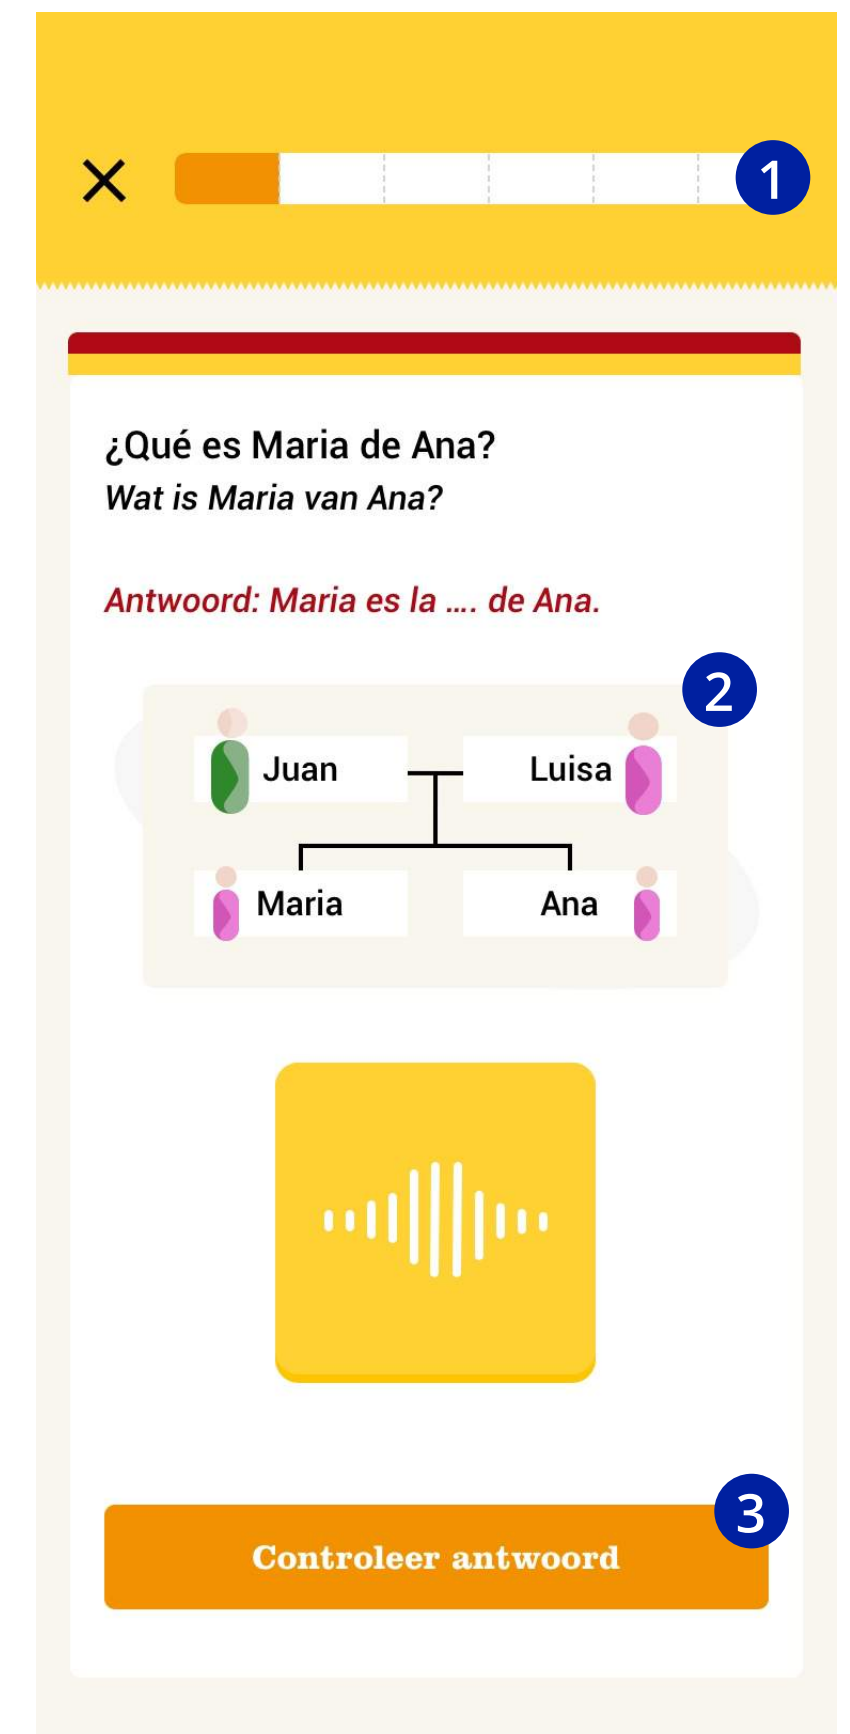 1
¿Qué es Maria de Ana?
Wat is Maria van Ana?
Antwoord: Maria es la .... de Ana.
2
Juan
Luisa
Maria
Ana
3
Controleer antwoord